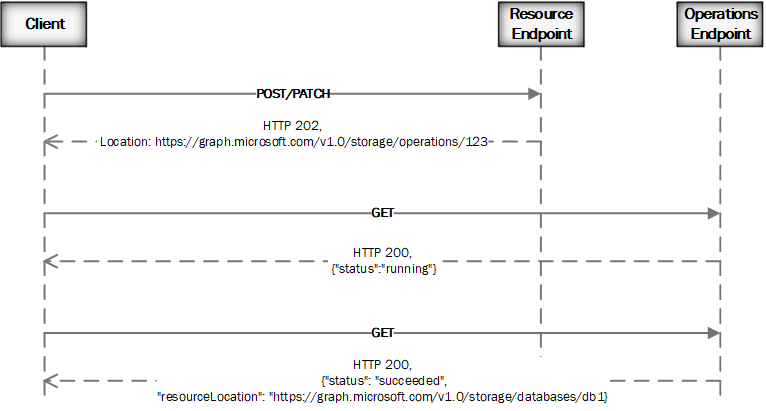 Client
Resource
Endpoint
Operations
Endpoint
POST/PATCH
HTTP 202,
Location: https://graph.microsoft.com/v1.0/storage/operations/123
GET
HTTP 200,
{"status":"running"}
GET
HTTP 200,
{"status": "succeeded",
"resourceLocation": "https://graph.microsoft.com/v1.0/storage/databases/db1}